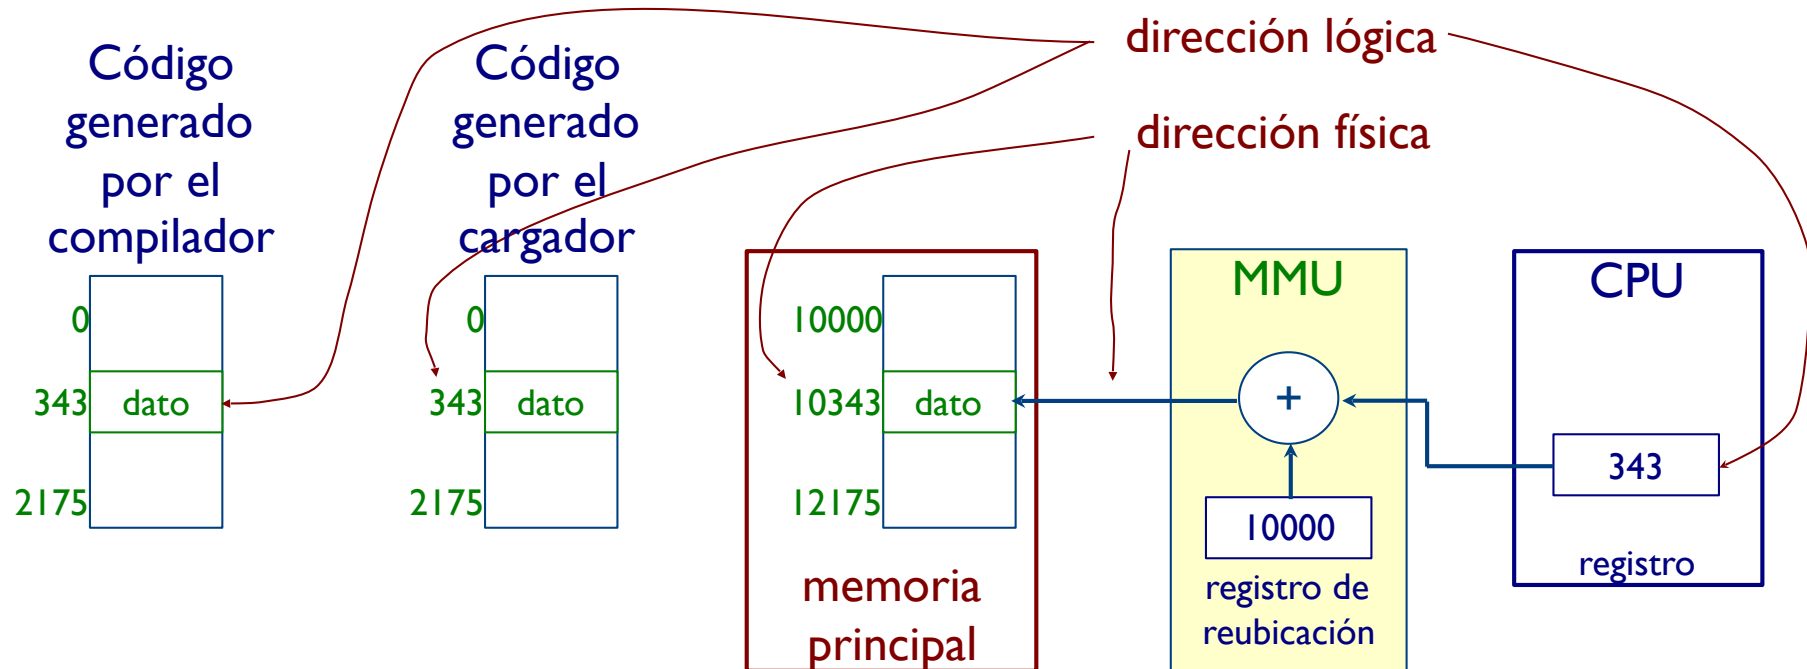 dirección lógica
dirección física
Código
generado
por el
compilador
0
343
dato
2175
Código
generado
por el
cargador
0
343
dato
2175
10000
10343
dato
12175
memoria
principal
MMU
+
10000
registro de
reubicación
CPU
343
registro